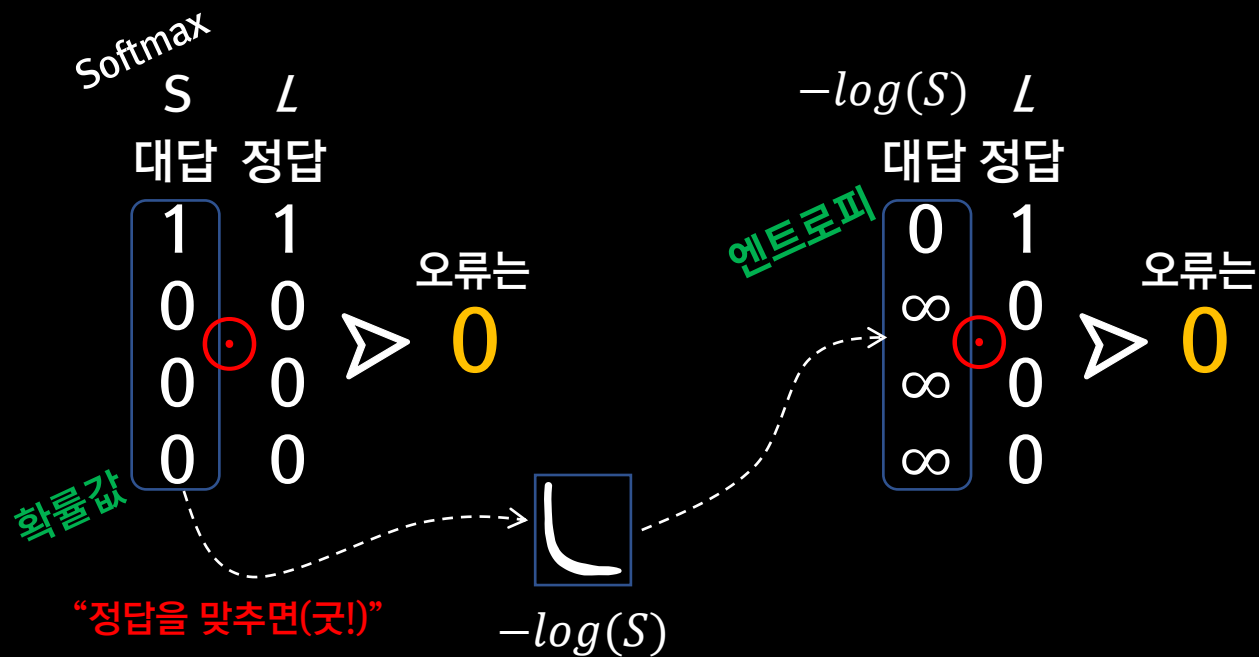 Softmax
S L
대답 정답
1 1
0 0
0 0
0 0
오류는
0
확률값
"정답을 맞추면(굿!)"
−log(S)
−log(S) L
대답 정답
엔트로피
0 1
∞ 0
∞ 0
∞ 0
오류는
0